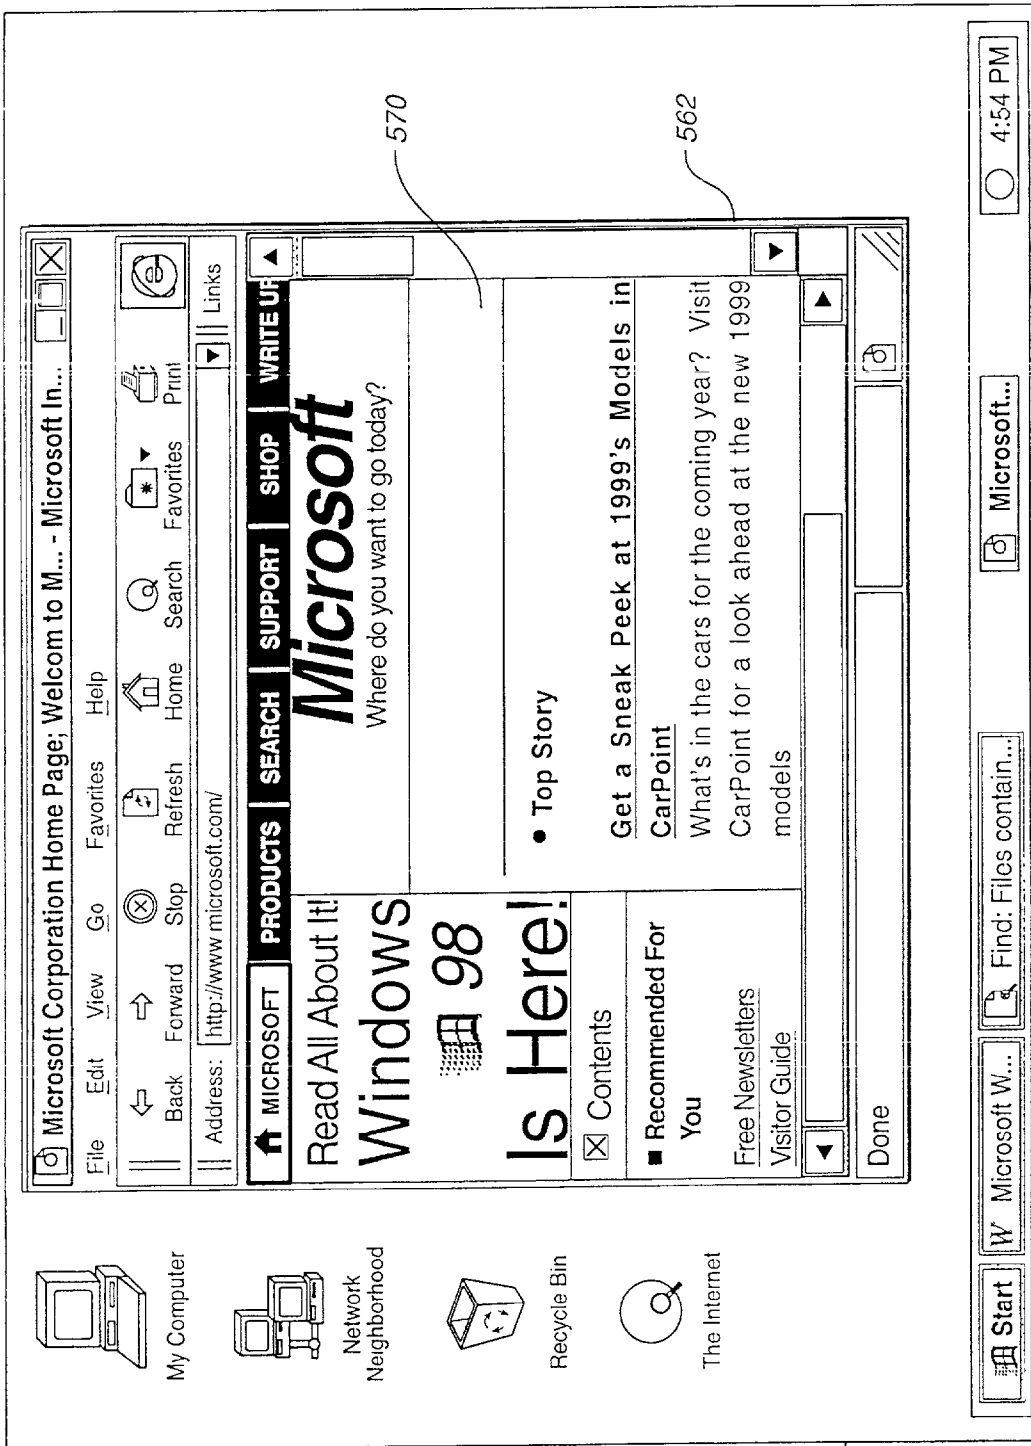 Microsoft Corporation Home Page; Welcom to M... - Microsoft In...
File Edit View Go Favorites Help
Back Forward Stop Refresh Home Search Favorites Print
Address: http://www microsoft.com/ Links
MICROSOFT PRODUCTS SEARCH SUPPORT SHOP WRITE UP
Read All About It!
Windows
98
Is Here!
Contents
Recommended For
You
Free Newsletters
Visitor Guide
Microsoft
Where do you want to go today?
• Top Story
Get a Sneak Peek at 1999's Models in
CarPoint
What's in the cars for the coming year? Visit
CarPoint for a look ahead at the new 1999
models
Done
570
562
My Computer
Network
Neighborhood
Recycle Bin
The Internet
Start W Microsoft W... Find: Files contain... Microsoft... 4:54 PM